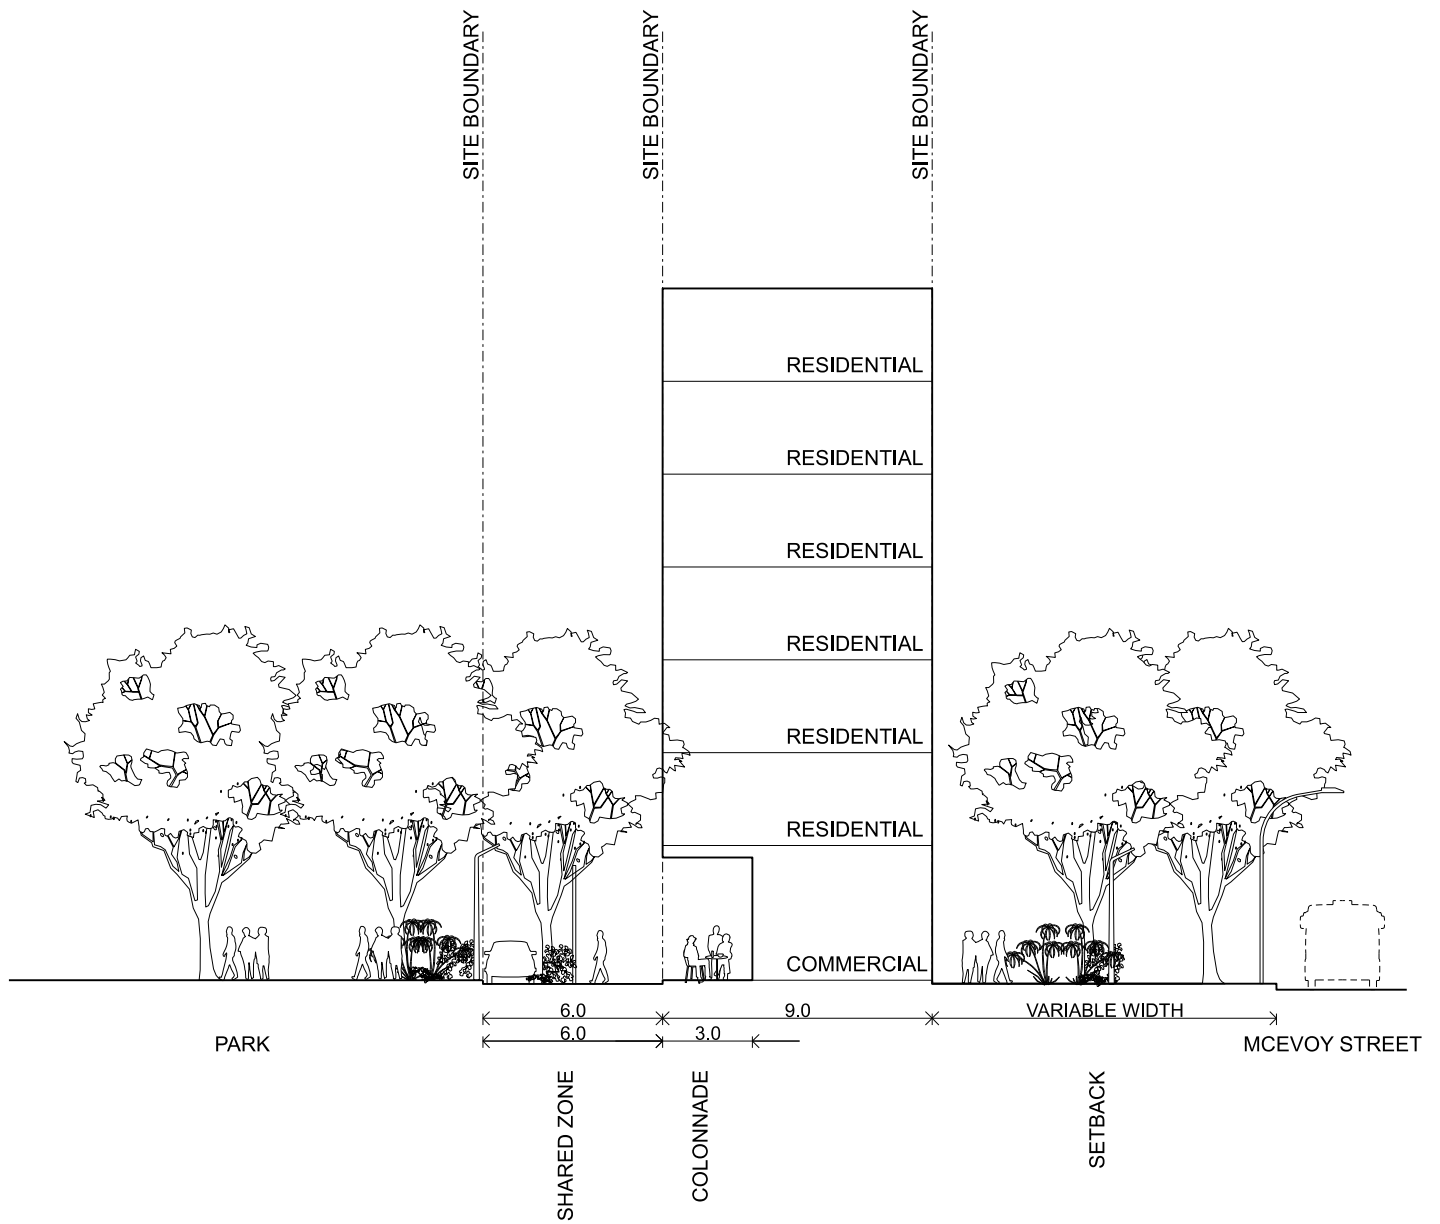 SITE BOUNDARY
SITE BOUNDARY
SITE BOUNDARY
RESIDENTIAL
RESIDENTIAL
RESIDENTIAL
RESIDENTIAL
RESIDENTIAL
RESIDENTIAL
COMMERCIAL
6.0
9.0
VARIABLE WIDTH
6.0
3.0
PARK
MCEVOY STREET
SHARED ZONE
COLONNADE
SETBACK